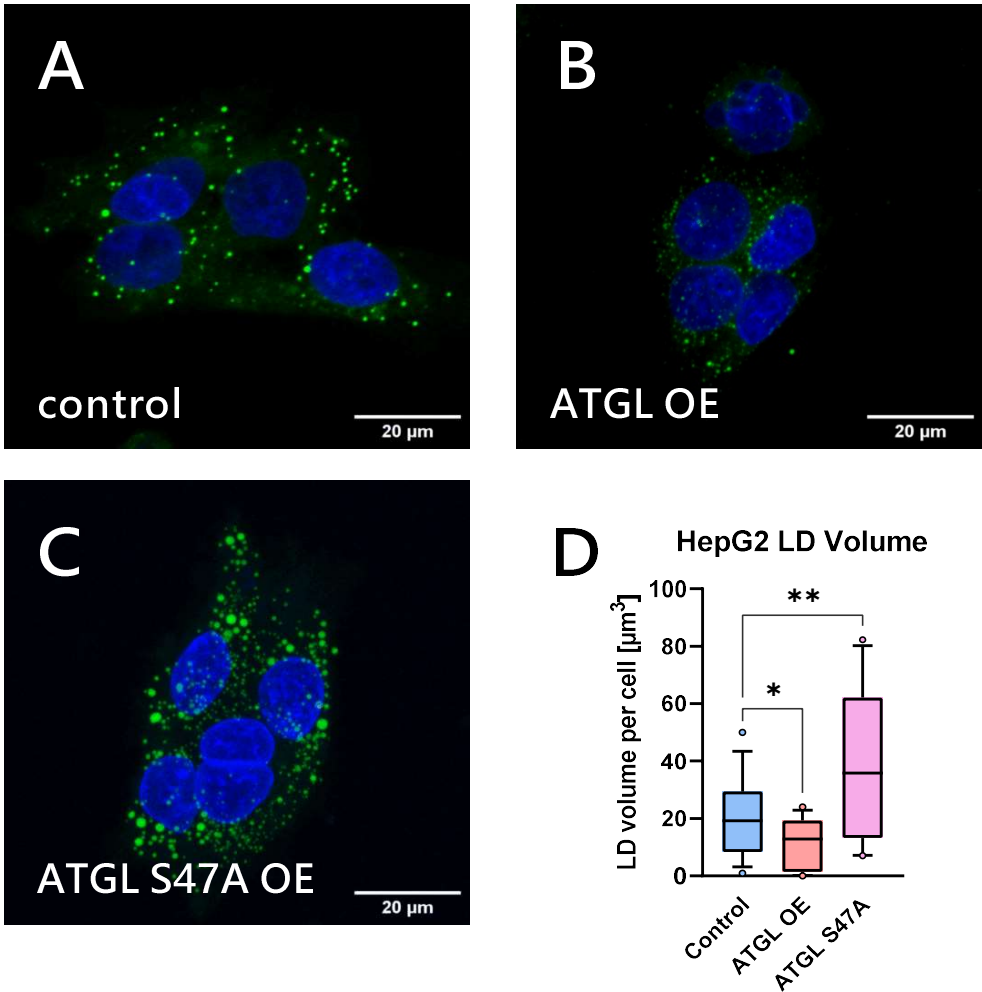 A
control
20 µm
B
ATGL OE
20 µm
C
ATGL S47A OE
20 µm
D
HepG2 LD Volume
LD volume per cell [µm³]
100
80
60
40
20
0
**
*
Control
ATGL OE
ATGL S47A